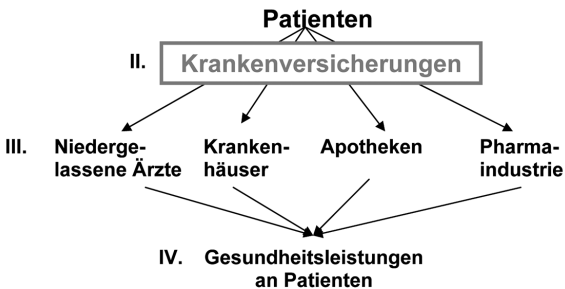 Patienten
II. Krankenversicherungen
III. Niederge- Kranken- Apotheken Pharma-
lassene Ärzte häuser industrie
IV. Gesundheitsleistungen
an Patienten